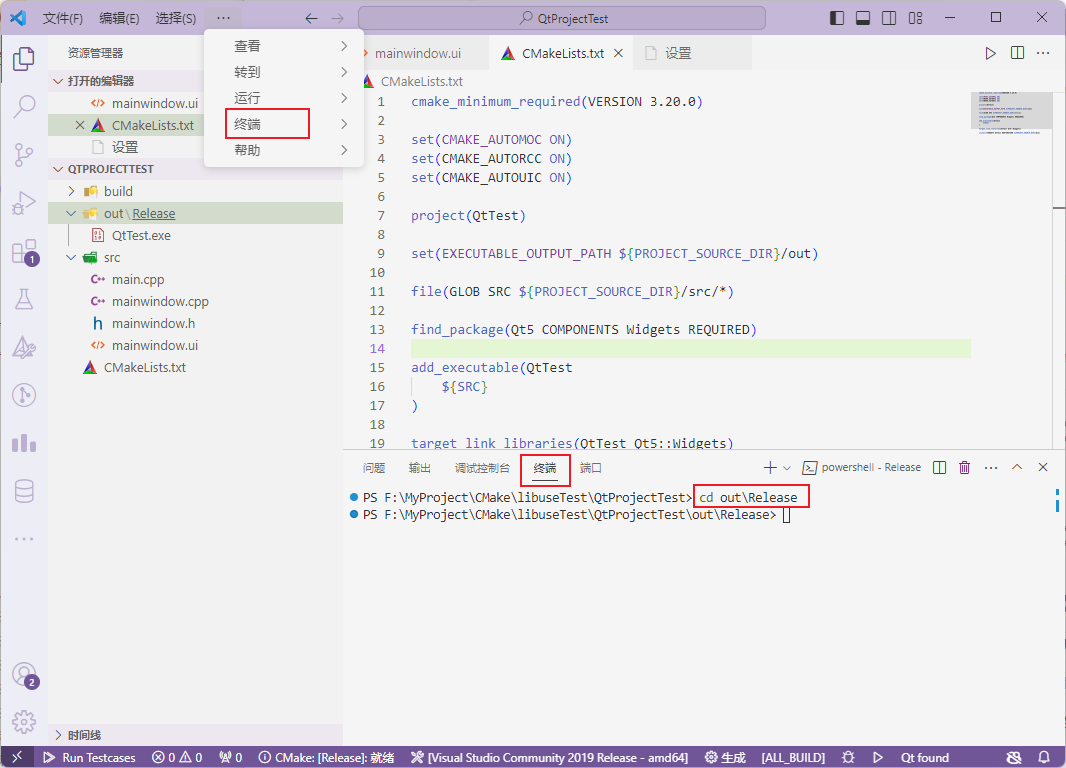 文件(F) 编辑(E) 选择(S) ··· QtProjectTest
资源管理器
打开的编辑器
mainwindow.ui
CMakeLists.txt
设置
QTPROJECTTEST
build
out\Release
QtTest.exe
src
main.cpp
mainwindow.cpp
mainwindow.h
mainwindow.ui
CMakeLists.txt
时间线
查看
转到
运行
终端
帮助
mainwindow.ui CMakeLists.txt 设置
CMakeLists.txt
1 cmake_minimum_required(VERSION 3.20.0)
2
3 set(CMAKE_AUTOMOC ON)
4 set(CMAKE_AUTORCC ON)
5 set(CMAKE_AUTOUIC ON)
6
7 project(QtTest)
8
9 set(EXECUTABLE_OUTPUT_PATH ${PROJECT_SOURCE_DIR}/out)
10
11 file(GLOB SRC ${PROJECT_SOURCE_DIR}/src/*)
12
13 find_package(Qt5 COMPONENTS Widgets REQUIRED)
14
15 add_executable(QtTest
16 ${SRC}
17 )
18
19 target_link_libraries(QtTest Qt5::Widgets)
问题 输出 调试控制台 终端 端口 powershell - Release
PS F:\MyProject\CMake\libuseTest\QtProjectTest> cd out\Release
PS F:\MyProject\CMake\libuseTest\QtProjectTest\out\Release>
1
2
Run Testcases 0 0 0 CMake: [Release]: 就绪 [Visual Studio Community 2019 Release - amd64] 生成 [ALL_BUILD] Qt found